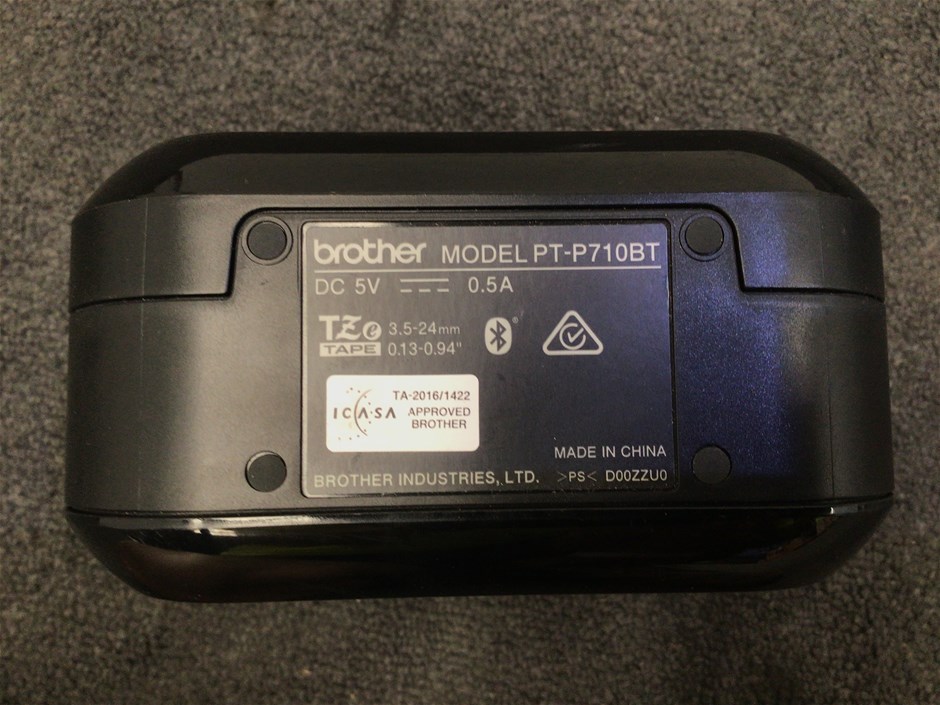 brother MODEL PT-P710BT
DC 5V 0.5A
TZe TAPE
3.5-24mm
0.13-0.94"
ICASA
TA-2016/1422
APPROVED
BROTHER
MADE IN CHINA
BROTHER INDUSTRIES, LTD. >PS< D00ZZU0